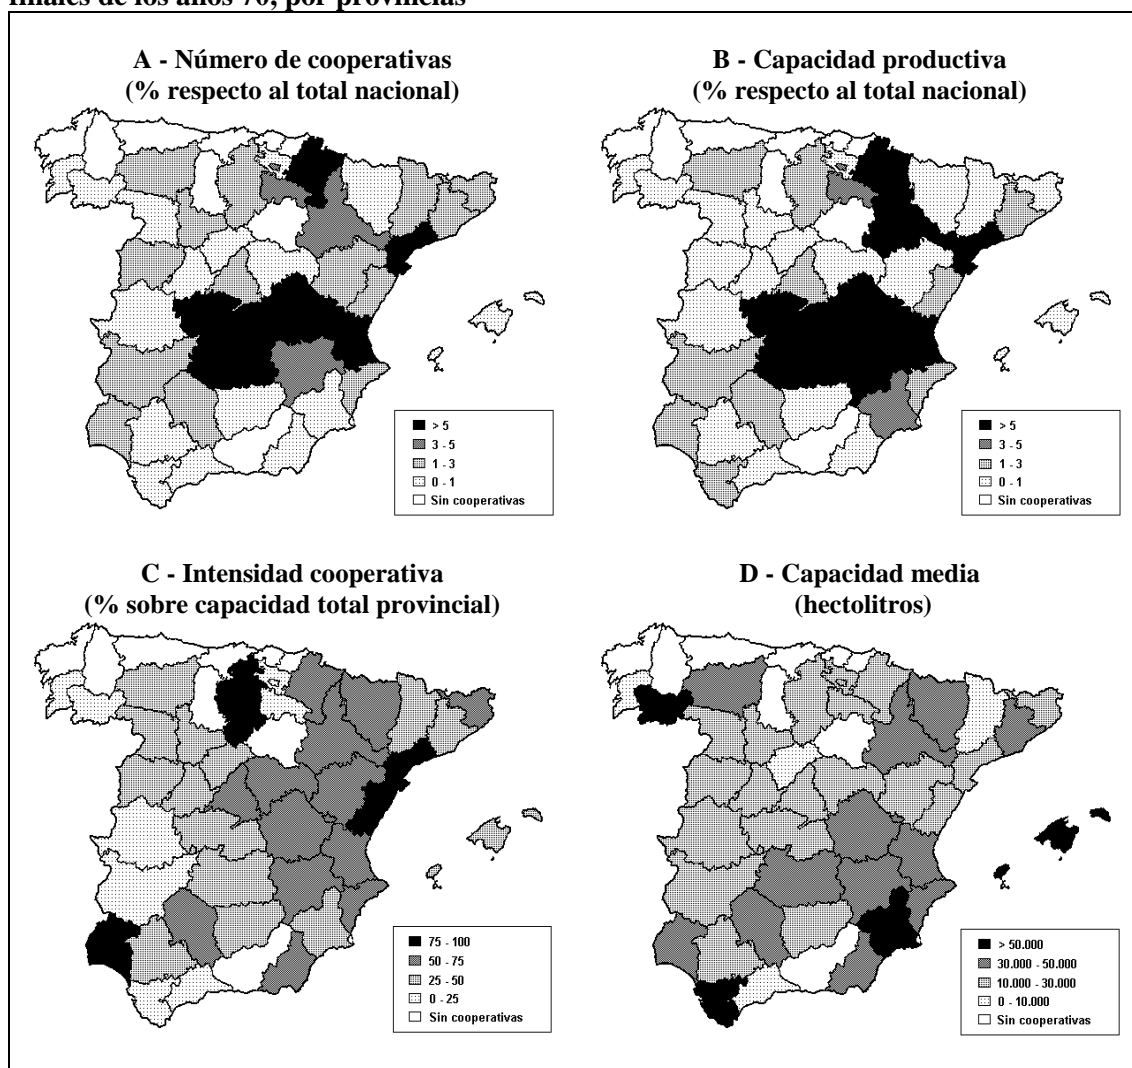 finales de los años 70, por provincias
A - Número de cooperativas
(% respecto al total nacional)
B - Capacidad productiva
(% respecto al total nacional)
> 5
3 - 5
1 - 3
0 - 1
Sin cooperativas
> 5
3 - 5
1 - 3
0 - 1
Sin cooperativas
C - Intensidad cooperativa
(% sobre capacidad total provincial)
D - Capacidad media
(hectolitros)
75 - 100
50 - 75
25 - 50
0 - 25
Sin cooperativas
> 50.000
30.000 - 50.000
10.000 - 30.000
0 - 10.000
Sin cooperativas